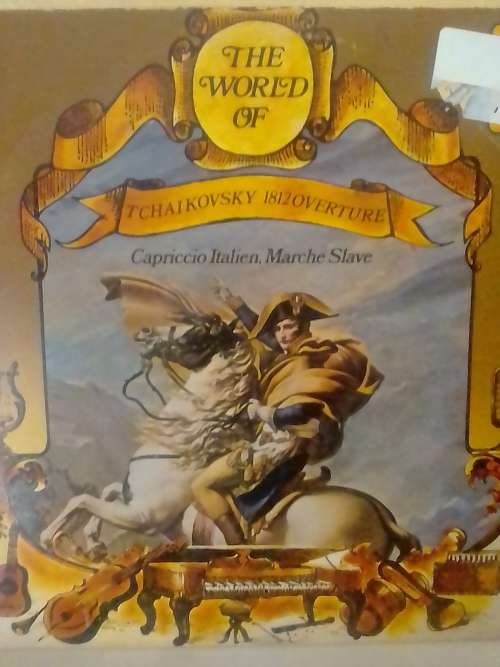 THE
WORLD
OF
TCHAIKOVSKY 1812 OVERTURE
Capriccio Italien, Marche Slave